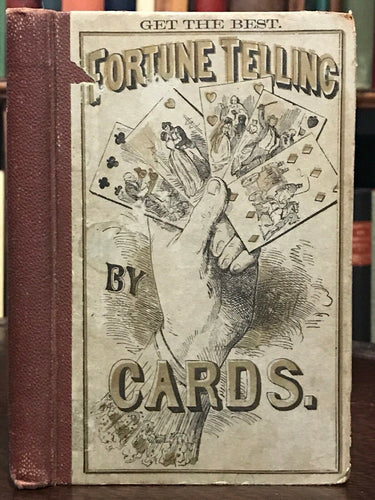 GET THE BEST.
FORTUNE TELLING
BY
CARDS.